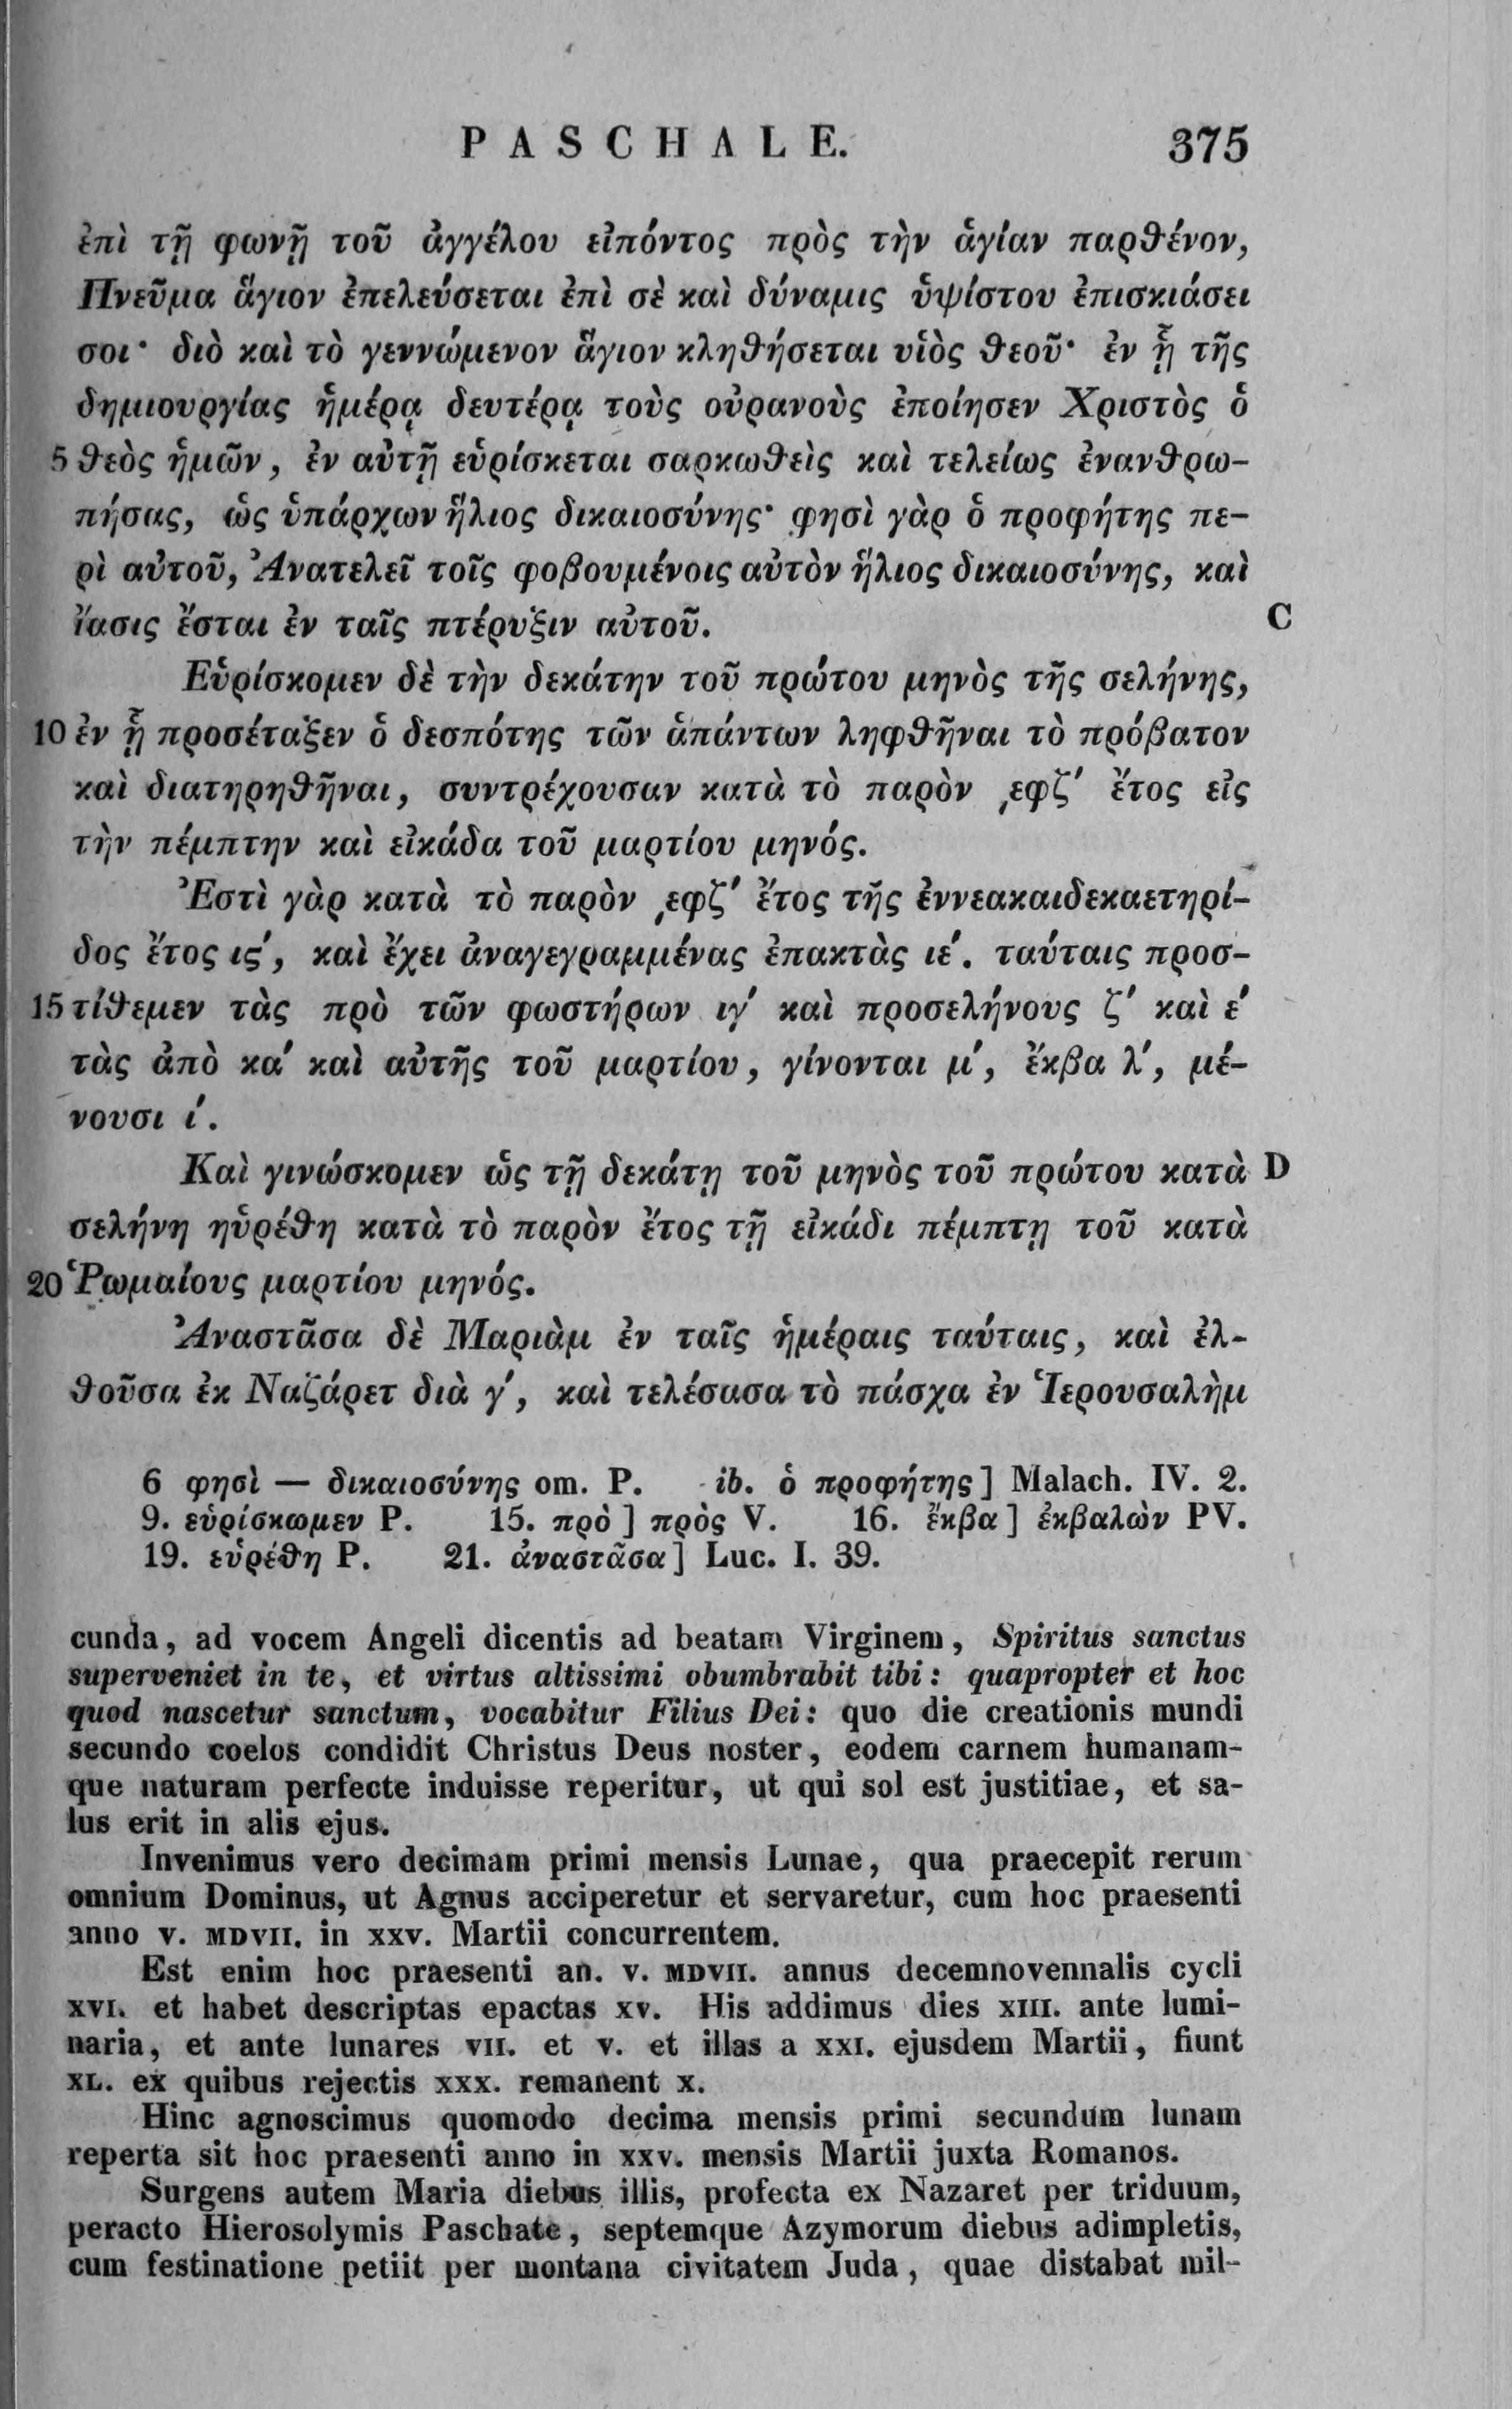 PASCHALE. 375
ἐπὶ τῇ φωνῇ τοῦ ἀγγέλου εἰπόντος πρὸς τὴν ἁγίαν παρθένον,
Πνεῦμα ἅγιον ἐπελεύσεται ἐπὶ σὲ καὶ δύναμις ὑψίστου ἐπισκιάσει
σοι· διὸ καὶ τὸ γεννώμενον ἅγιον κληθήσεται υἱὸς θεοῦ· ἐν ᾗ τῆς
δημιουργίας ἡμέρᾳ δευτέρᾳ τοὺς οὐρανοὺς ἐποίησεν Χριστὸς ὁ
5 θεὸς ἡμῶν, ἐν αὐτῇ εὑρίσκεται σαρκωθεὶς καὶ τελείως ἐνανθρω-
πήσας, ὡς ὑπάρχων ἥλιος δικαιοσύνης· φησὶ γὰρ ὁ προφήτης πε-
ρὶ αὐτοῦ, Ἀνατελεῖ τοῖς φοβουμένοις αὐτὸν ἥλιος δικαιοσύνης, καὶ
ἴασις ἔσται ἐν ταῖς πτέρυξιν αὐτοῦ. C
Εὑρίσκομεν δὲ τὴν δεκάτην τοῦ πρώτου μηνὸς τῆς σελήνης,
10 ἐν ᾗ προσέταξεν ὁ δεσπότης τῶν ἁπάντων ληφθῆναι τὸ πρόβατον
καὶ διατηρηθῆναι, συντρέχουσαν κατὰ τὸ παρὸν ͵εφζʹ ἔτος εἰς
τὴν πέμπτην καὶ εἰκάδα τοῦ μαρτίου μηνός.
Ἐστὶ γὰρ κατὰ τὸ παρὸν ͵εφζʹ ἔτος τῆς ἐννεακαιδεκαετηρί-
δος ἔτος ιϛʹ, καὶ ἔχει ἀναγεγραμμένας ἐπακτὰς ιέ. ταύταις προσ-
15 τίθεμεν τὰς πρὸ τῶν φωστήρων ιγʹ καὶ προσελήνους ζʹ καὶ έ
τὰς ἀπὸ κά καὶ αὐτῆς τοῦ μαρτίου, γίνονται μʹ, ἔκβα λʹ, μέ-
νουσι ί.
Καὶ γινώσκομεν ὡς τῇ δεκάτῃ τοῦ μηνὸς τοῦ πρώτου κατὰ D
σελήνη ηὑρέθη κατὰ τὸ παρὸν ἔτος τῇ εἰκάδι πέμπτῃ τοῦ κατὰ
20 Ῥωμαίους μαρτίου μηνός.
Ἀναστᾶσα δὲ Μαριὰμ ἐν ταῖς ἡμέραις ταύταις, καὶ ἐλ-
θοῦσα ἐκ Ναζάρετ διὰ γʹ, καὶ τελέσασα τὸ πάσχα ἐν Ἱερουσαλὴμ
6 φησὶ — δικαιοσύνης om. P. ib. ὁ προφήτης] Malach. IV. 2.
9. εὑρίσκωμεν P. 15. πρὸ] πρὸς V. 16. ἔκβα] ἐκβαλὼν PV.
19. εὑρέθη P. 21. ἀναστᾶσα] Luc. I. 39.
cunda, ad vocem Angeli dicentis ad beatam Virginem, Spiritus sanctus
superveniet in te, et virtus altissimi obumbrabit tibi: quapropter et hoc
quod nascetur sanctum, vocabitur Filius Dei: quo die creationis mundi
secundo coelos condidit Christus Deus noster, eodem carnem humanam-
que naturam perfecte induisse reperitur, ut qui sol est justitiae, et sa-
lus erit in alis ejus.
Invenimus vero decimam primi mensis Lunae, qua praecepit rerum
omnium Dominus, ut Agnus acciperetur et servaretur, cum hoc praesenti
anno V. MDVII. in XXV. Martii concurrentem.
Est enim hoc praesenti an. V. MDVII. annus decemnovennalis cycli
XVI. et habet descriptas epactas XV. His addimus dies XIII. ante lumi-
naria, et ante lunares VII. et V. et illas a XXI. ejusdem Martii, fiunt
XL. ex quibus rejectis XXX. remanent X.
Hinc agnoscimus quomodo decima mensis primi secundum lunam
reperta sit hoc praesenti anno in XXV. mensis Martii juxta Romanos.
Surgens autem Maria diebus illis, profecta ex Nazaret per triduum,
peracto Hierosolymis Paschate, septemque Azymorum diebus adimpletis,
cum festinatione petiit per montana civitatem Juda, quae distabat mil-